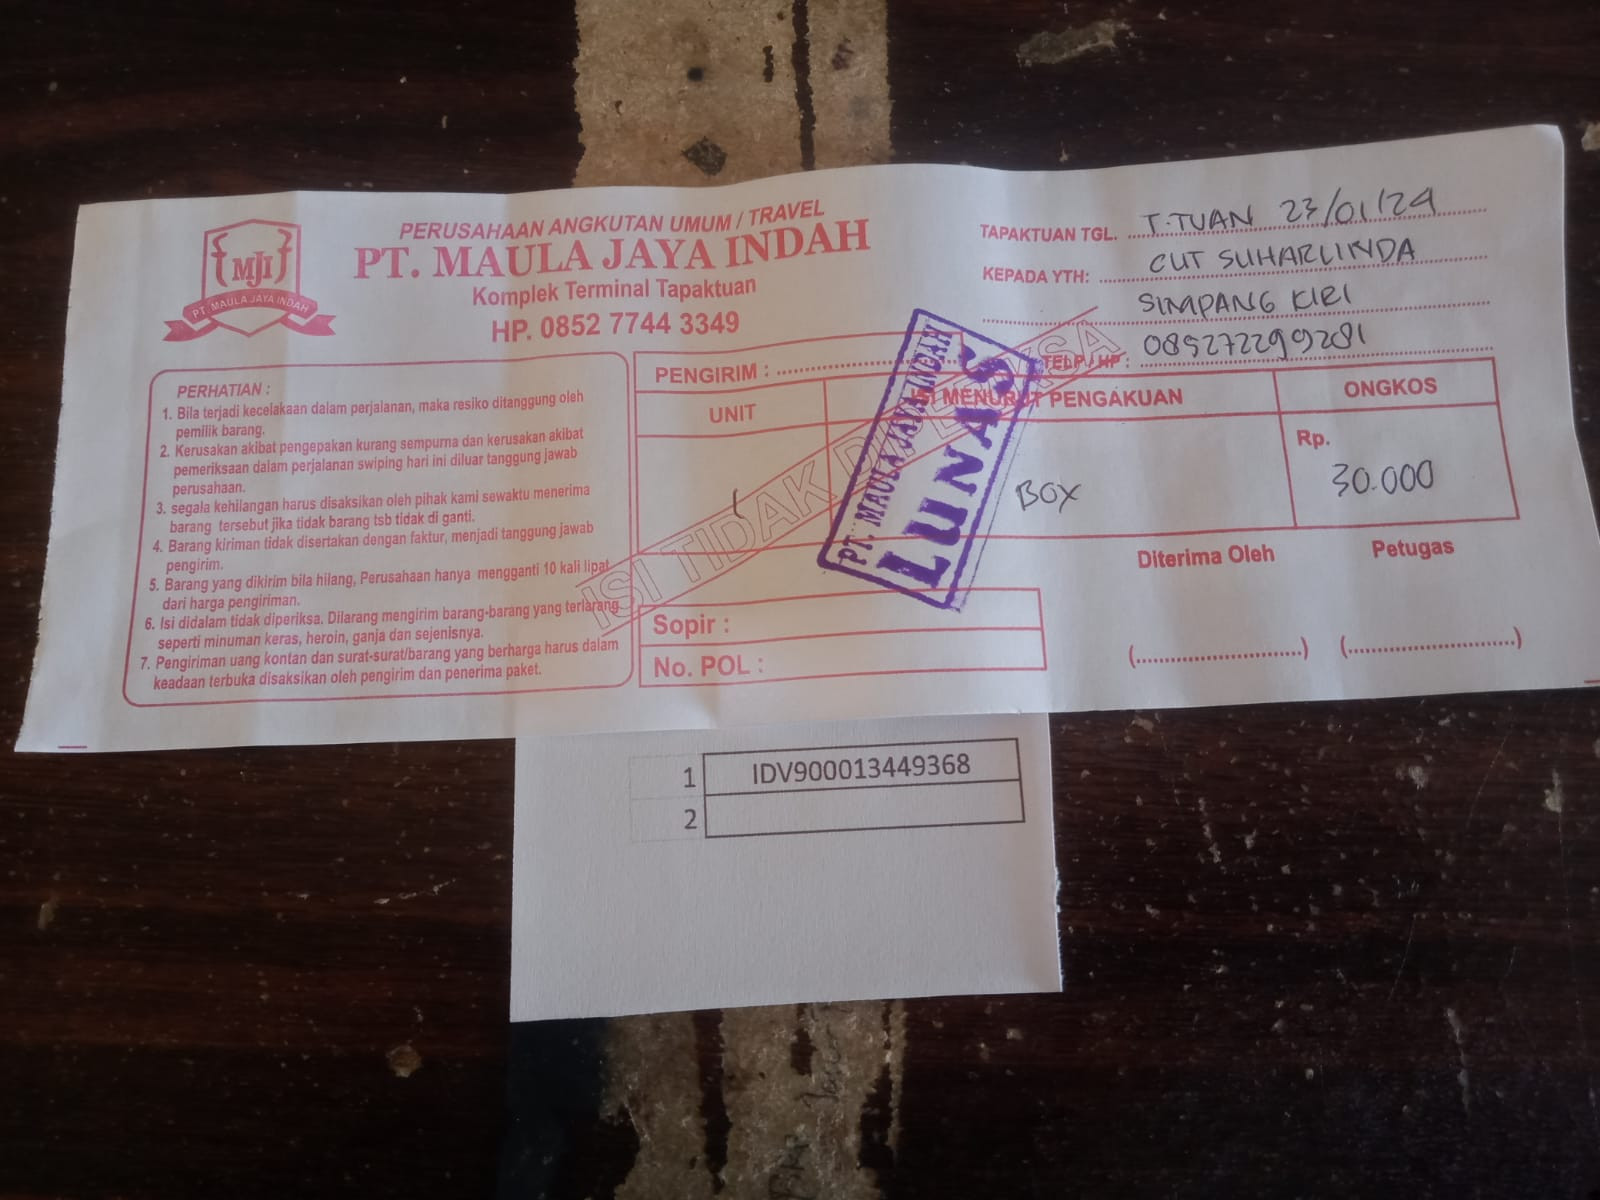 MJI
PT. MAULA JAYA INDAH
PERUSAHAAN ANGKUTAN UMUM / TRAVEL
PT. MAULA JAYA INDAH
Komplek Terminal Tapaktuan
HP. 0852 7744 3349
TAPAKTUAN TGL. T.TUAN 23/01/24
KEPADA YTH: CUT SUHARLINDA
SIMPANG KIRI
TELP / HP : 085272299281
PERHATIAN :
1. Bila terjadi kecelakaan dalam perjalanan, maka resiko ditanggung oleh
pemilik barang.
2. Kerusakan akibat pengepakan kurang sempurna dan kerusakan akibat
pemeriksaan dalam perjalanan swiping hari ini diluar tanggung jawab
perusahaan.
3. segala kehilangan harus disaksikan oleh pihak kami sewaktu menerima
barang tersebut jika tidak barang tsb tidak di ganti.
4. Barang kiriman tidak disertakan dengan faktur, menjadi tanggung jawab
pengirim.
5. Barang yang dikirim bila hilang, Perusahaan hanya mengganti 10 kali lipat
dari harga pengiriman.
6. Isi didalam tidak diperiksa. Dilarang mengirim barang-barang yang terlarang
seperti minuman keras, heroin, ganja dan sejenisnya.
7. Pengiriman uang kontan dan surat-surat/barang yang berharga harus dalam
keadaan terbuka disaksikan oleh pengirim dan penerima paket.
PENGIRIM :
UNIT
ISI MENURUT PENGAKUAN
ONGKOS
1
BOX
Rp.
30.000
ISI TIDAK DIPERIKSA
PT. MAULA JAYA INDAH
LUNAS
Sopir :
No. POL :
Diterima Oleh
Petugas
(..........................)
(..........................)
1 IDV900013449368
2